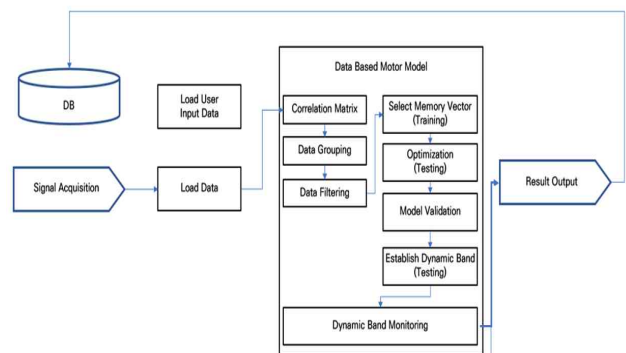 Data Based Motor Model
DB
Load User
Input Data
Correlation Matrix
Select Memory Vector
(Training)
Data Grouping
Optimization
(Testing)
Signal Acquisition
Load Data
Data Filtering
Result Output
Model Validation
Establish Dynamic Band
(Testing)
Dynamic Band Monitoring